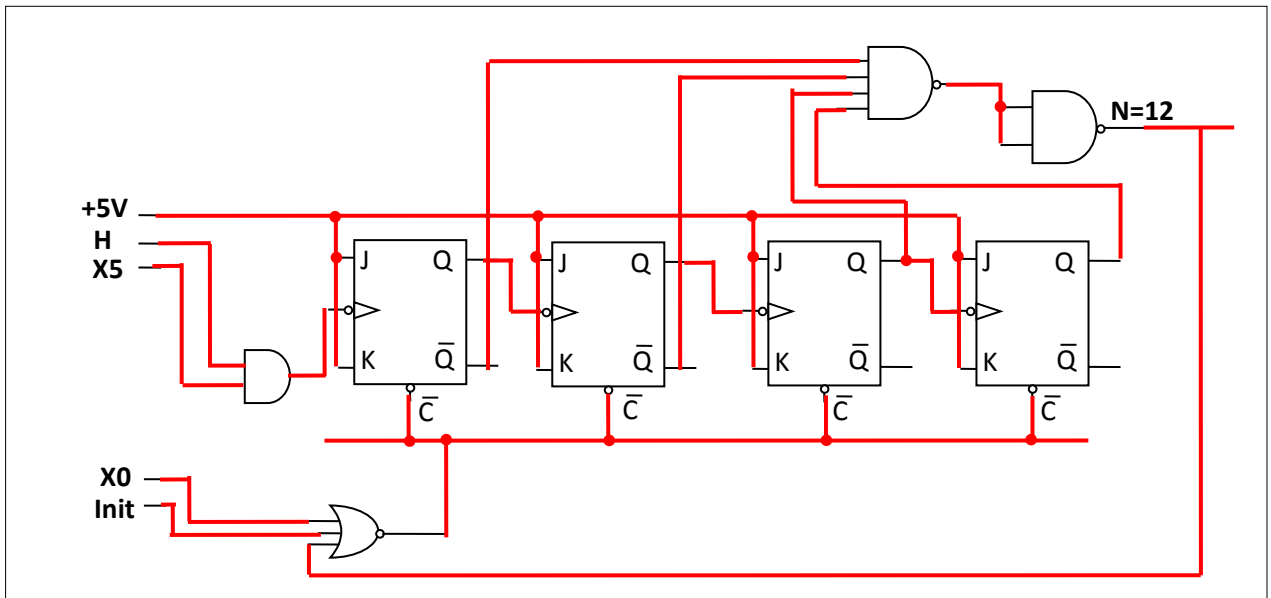 N=12
+5V
H
X5
J Q J Q J Q J Q
K Q̅ K Q̅ K Q̅ K Q̅
C̅ C̅ C̅ C̅
X0
Init